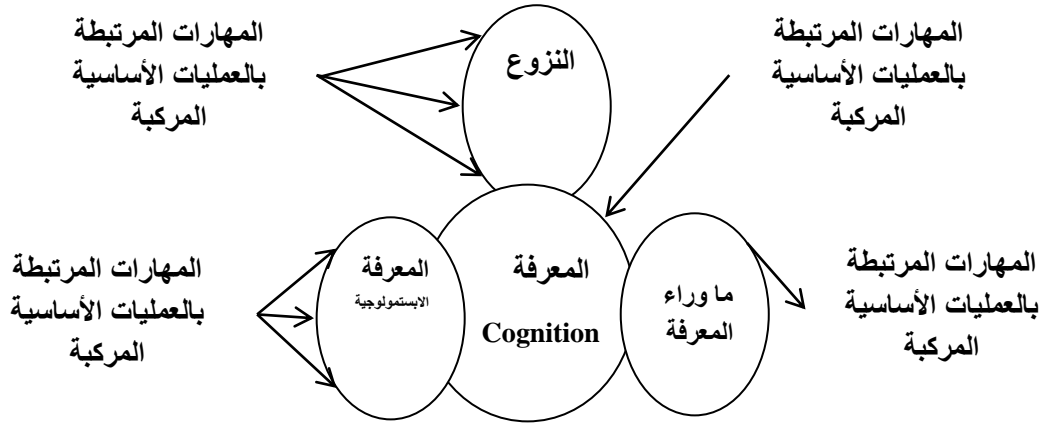 المهارات المرتبطة
بالعمليات الأساسية
المركبة
النزوع
المهارات المرتبطة
بالعمليات الأساسية
المركبة
المهارات المرتبطة
بالعمليات الأساسية
المركبة
ما وراء
المعرفة
المعرفة
Cognition
المعرفة
الابستمولوجية
المهارات المرتبطة
بالعمليات الأساسية
المركبة